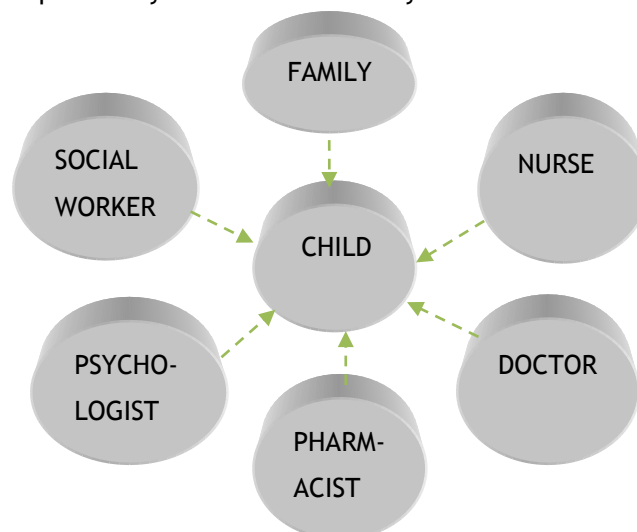 FAMILY
SOCIAL
WORKER
NURSE
CHILD
PSYCHO-
LOGIST
DOCTOR
PHARM-
ACIST